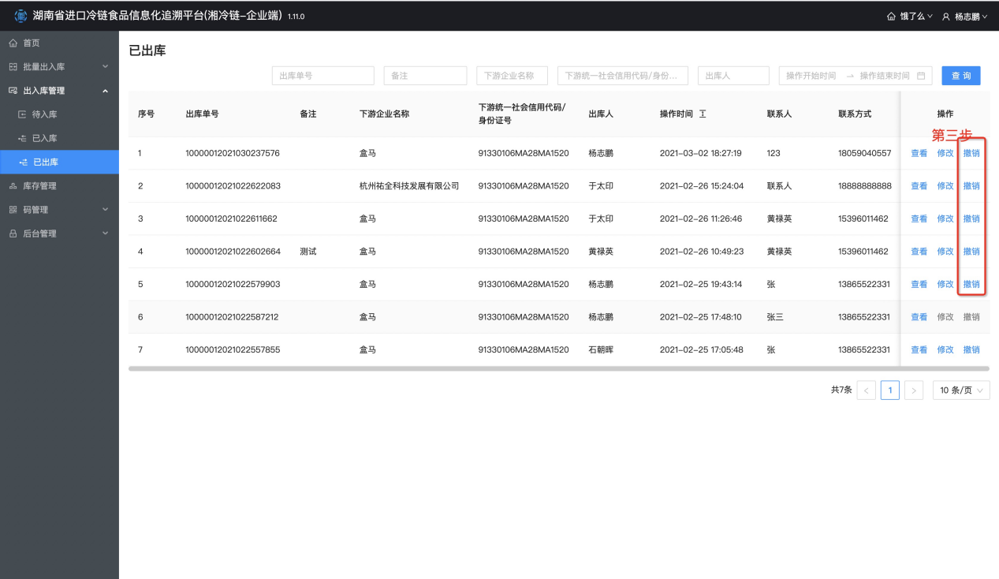 湖南省进口冷链食品信息化追溯平台(湘冷链-企业端) 1.11.0
饿了么 杨志鹏
首页
批量出入库
出入库管理
待入库
已入库
已出库
库存管理
码管理
后台管理
已出库
出库单号 备注 下游企业名称 下游统一社会信用代码/身份... 出库人 操作开始时间 → 操作结束时间 查 询
序号 出库单号 备注 下游企业名称 下游统一社会信用代码/ 出库人 操作时间 联系人 联系方式 操作
身份证号
第三步
1 10000012021030237576 盒马 91330106MA28MA1520 杨志鹏 2021-03-02 18:27:19 123 18059040557 查看 修改 撤销
2 10000012021022622083 杭州祐全科技发展有限公司 91330106MA28MA1520 于太印 2021-02-26 15:24:04 联系人 18888888888 查看 修改 撤销
3 10000012021022611662 盒马 91330106MA28MA1520 于太印 2021-02-26 11:26:46 黄禄英 15396011462 查看 修改 撤销
4 10000012021022602664 测试 盒马 91330106MA28MA1520 黄禄英 2021-02-26 10:49:23 黄禄英 15396011462 查看 修改 撤销
5 10000012021022579903 盒马 91330106MA28MA1520 杨志鹏 2021-02-25 19:43:14 张 13865522331 查看 修改 撤销
6 10000012021022587212 盒马 91330106MA28MA1520 杨志鹏 2021-02-25 17:48:10 张三 13865522331 查看 修改 撤销
7 10000012021022557855 盒马 91330106MA28MA1520 石朝晖 2021-02-25 17:05:48 张 13865522331 查看 修改 撤销
共7条 < 1 > 10 条/页